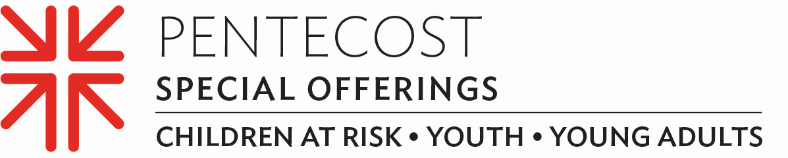 PENTECOST
SPECIAL OFFERINGS
CHILDREN AT RISK • YOUTH • YOUNG ADULTS